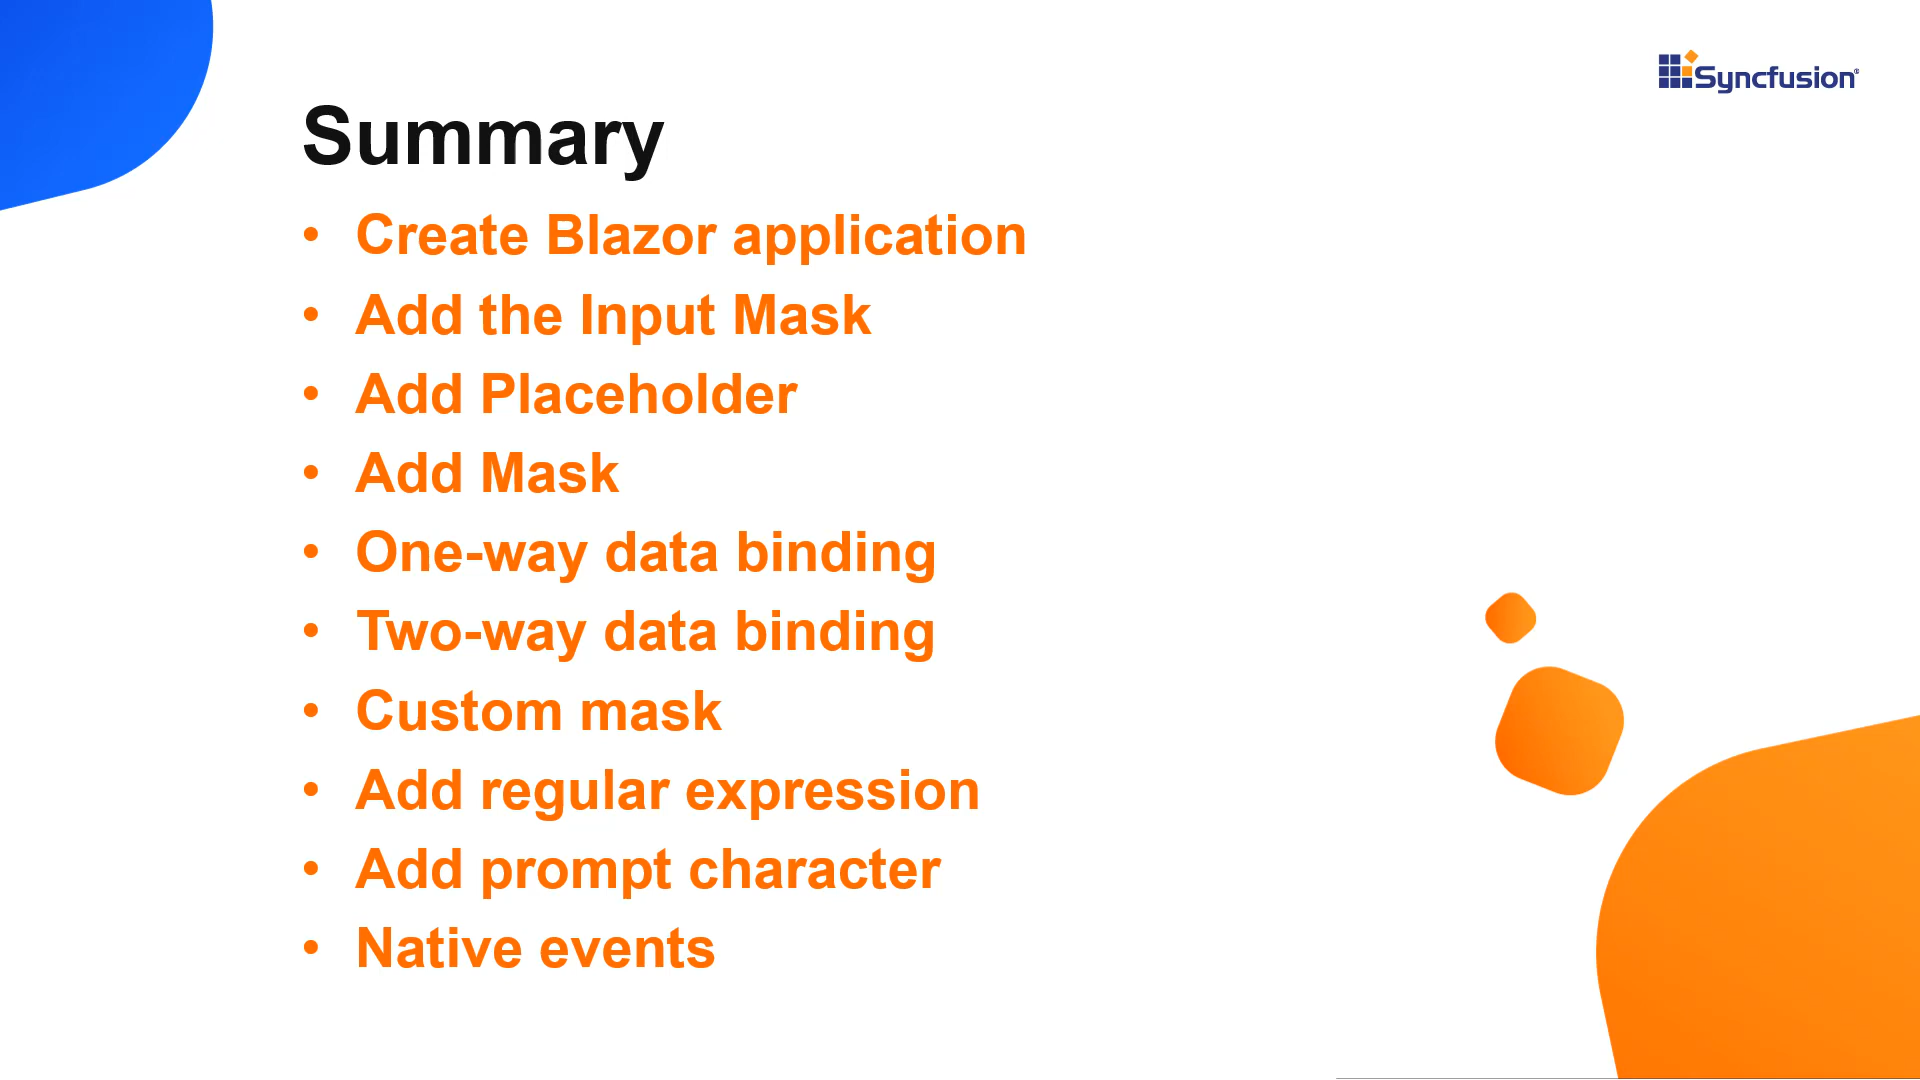 Syncfusion®
Summary
• Create Blazor application
• Add the Input Mask
• Add Placeholder
• Add Mask
• One-way data binding
• Two-way data binding
• Custom mask
• Add regular expression
• Add prompt character
• Native events